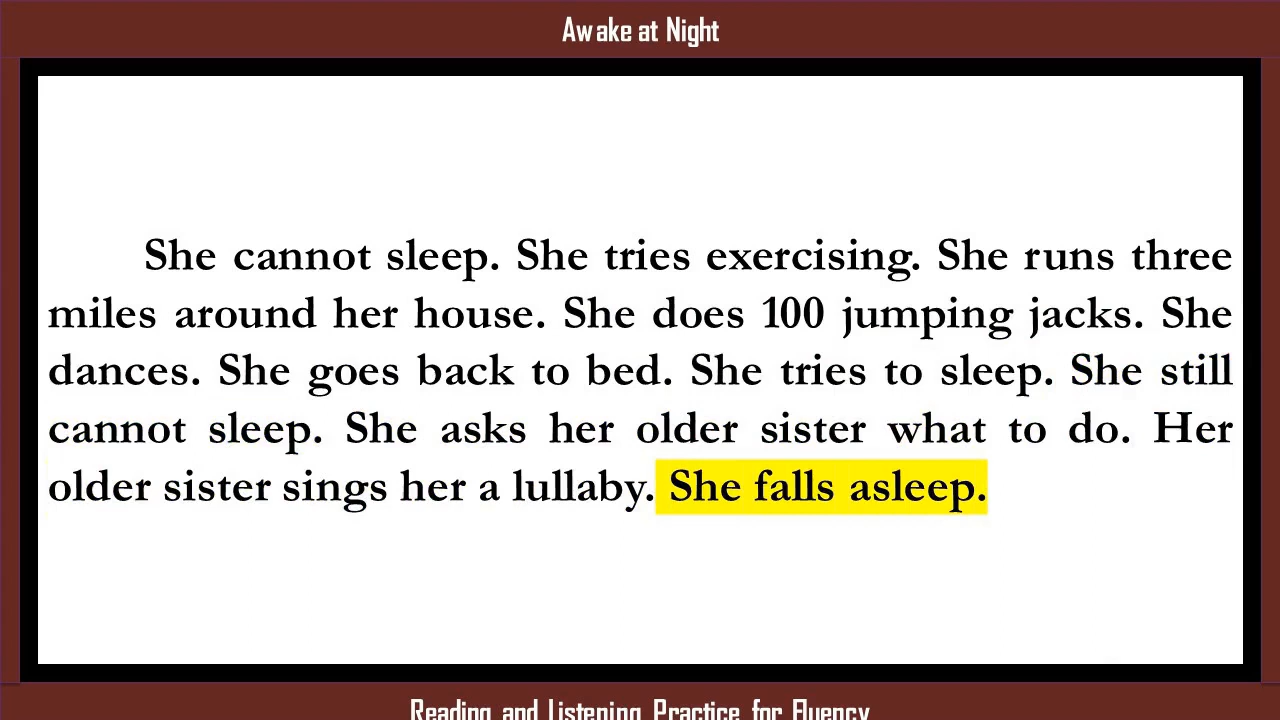 Awake at Night
She cannot sleep. She tries exercising. She runs three
miles around her house. She does 100 jumping jacks. She
dances. She goes back to bed. She tries to sleep. She still
cannot sleep. She asks her older sister what to do. Her
older sister sings her a lullaby. She falls asleep.
Reading and Listening Practice for Fluency